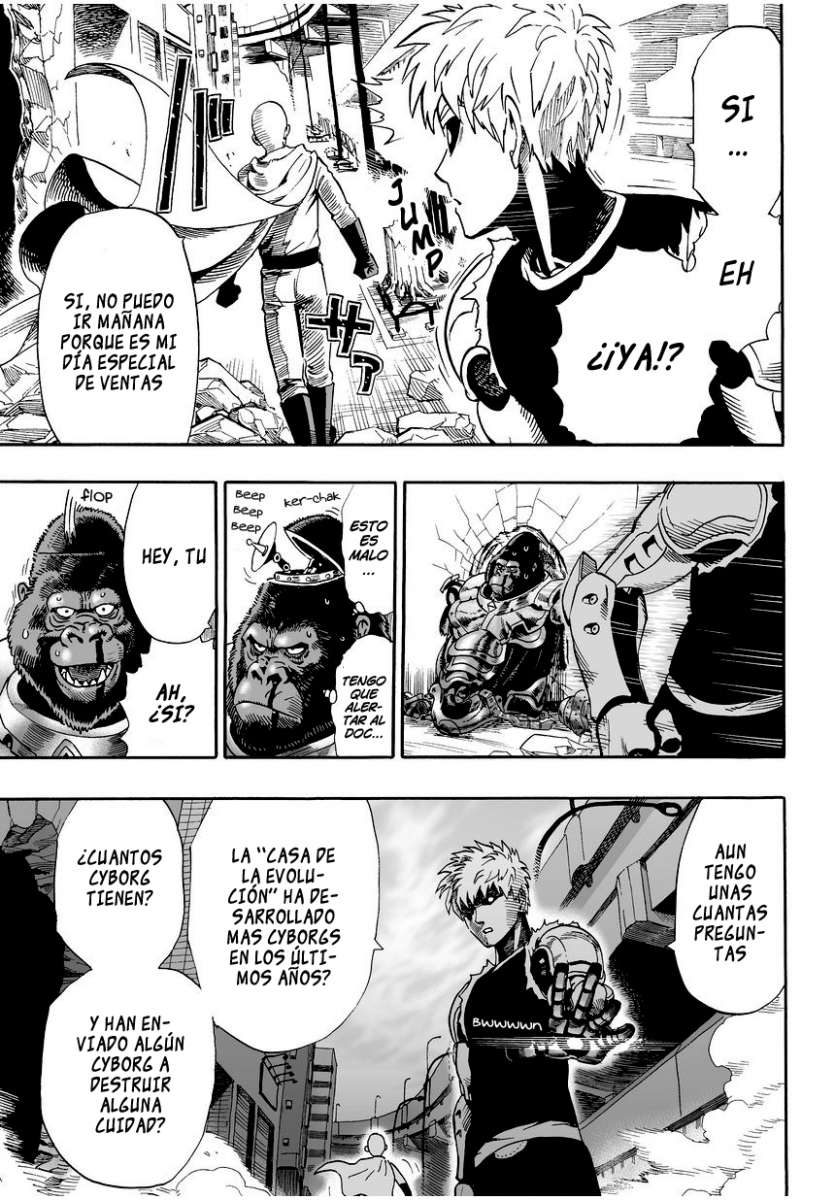 SI
...
EH
¿¡YA!?
JUMP
サッ
SI, NO PUEDO
IR MAÑANA
PORQUE ES MI
DÍA ESPECIAL
DE VENTAS
ESTO
ES
MALO
...
ker-chak
BEEP
BEEP
BEEP
TENGO
QUE
ALER-
TAR AL
DOC...
flop
HEY, TU
AH,
¿SI?
AUN
TENGO
UNAS
CUANTAS
PREGUN-
TAS
BWWWWN
LA "CASA DE
LA EVOLU-
CIÓN" HA DE-
SARROLLADO
MAS CYBORGS
EN LOS ÚLTI-
MOS AÑOS?
¿CUANTOS
CYBORG
TIENEN?
Y HAN EN-
VIADO ALGÚN
CYBORG A
DESTRUIR
ALGUNA
CUIDAD?